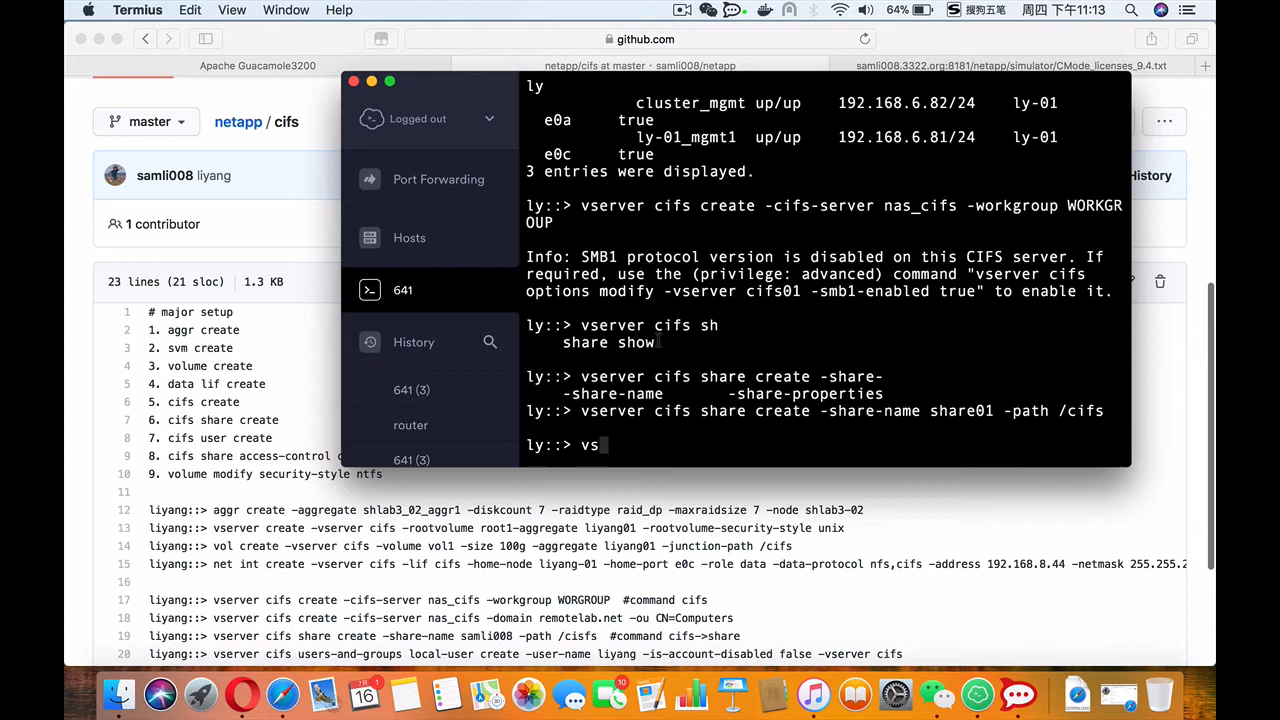 Termius Edit View Window Help
64% S 搜狗五笔 周四 下午11:13
github.com
Apache Guacamole3200
netapp/cifs at master · samli008/netapp
samli008.3322.org:8181/netapp/simulator/CMode_licenses_9.4.txt
master
netapp / cifs
samli008 liyang
History
1 contributor
23 lines (21 sloc) 1.3 KB
1 # major setup
2 1. aggr create
3 2. svm create
4 3. volume create
5 4. data lif create
6 5. cifs create
7 6. cifs share create
8 7. cifs user create
9 8. cifs share access-control c
10 9. volume modify security-style ntfs
11
12 liyang::> aggr create -aggregate shlab3_02_aggr1 -diskcount 7 -raidtype raid_dp -maxraidsize 7 -node shlab3-02
13 liyang::> vserver create -vserver cifs -rootvolume root1-aggregate liyang01 -rootvolume-security-style unix
14 liyang::> vol create -vserver cifs -volume vol1 -size 100g -aggregate liyang01 -junction-path /cifs
15 liyang::> net int create -vserver cifs -lif cifs -home-node liyang-01 -home-port e0c -role data -data-protocol nfs,cifs -address 192.168.8.44 -netmask 255.255.2
16
17 liyang::> vserver cifs create -cifs-server nas_cifs -workgroup WORGROUP #command cifs
18 liyang::> vserver cifs create -cifs-server nas_cifs -domain remotelab.net -ou CN=Computers
19 liyang::> vserver cifs share create -share-name samli008 -path /cisfs #command cifs->share
20 liyang::> vserver cifs users-and-groups local-user create -user-name liyang -is-account-disabled false -vserver cifs
Logged out
Port Forwarding
Hosts
641
History
641 (3)
router
641 (3)
ly
cluster_mgmt up/up 192.168.6.82/24 ly-01
e0a true
ly-01_mgmt1 up/up 192.168.6.81/24 ly-01
e0c true
3 entries were displayed.
ly::> vserver cifs create -cifs-server nas_cifs -workgroup WORKGR
OUP
Info: SMB1 protocol version is disabled on this CIFS server. If
required, use the (privilege: advanced) command "vserver cifs
options modify -vserver cifs01 -smb1-enabled true" to enable it.
ly::> vserver cifs sh
share show
ly::> vserver cifs share create -share-
-share-name -share-properties
ly::> vserver cifs share create -share-name share01 -path /cifs
ly::> vs